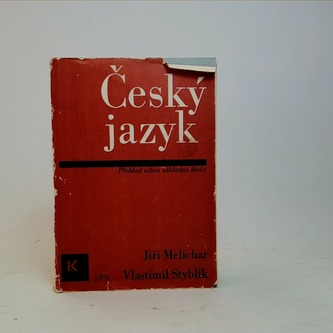 Český
jazyk
Přehled učiva základní školy
Jiří Melichar
K
SPN
Vlastimil Styblík